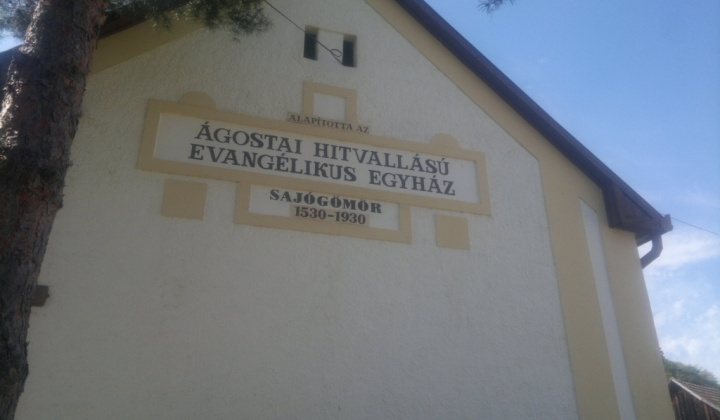 ALAPÍTOTTA AZ
ÁGOSTAI HITVALLÁSÚ
EVANGÉLIKUS EGYHÁZ
SAJÓGÖMÖR
1530-1930